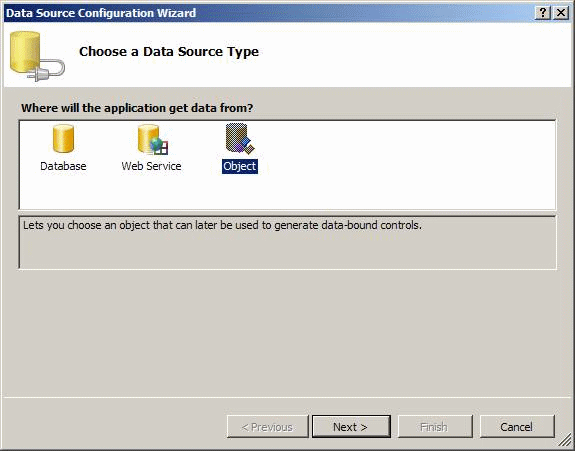 Data Source Configuration Wizard
Choose a Data Source Type
Where will the application get data from?
Database Web Service Object
Lets you choose an object that can later be used to generate data-bound controls.
< Previous Next > Finish Cancel